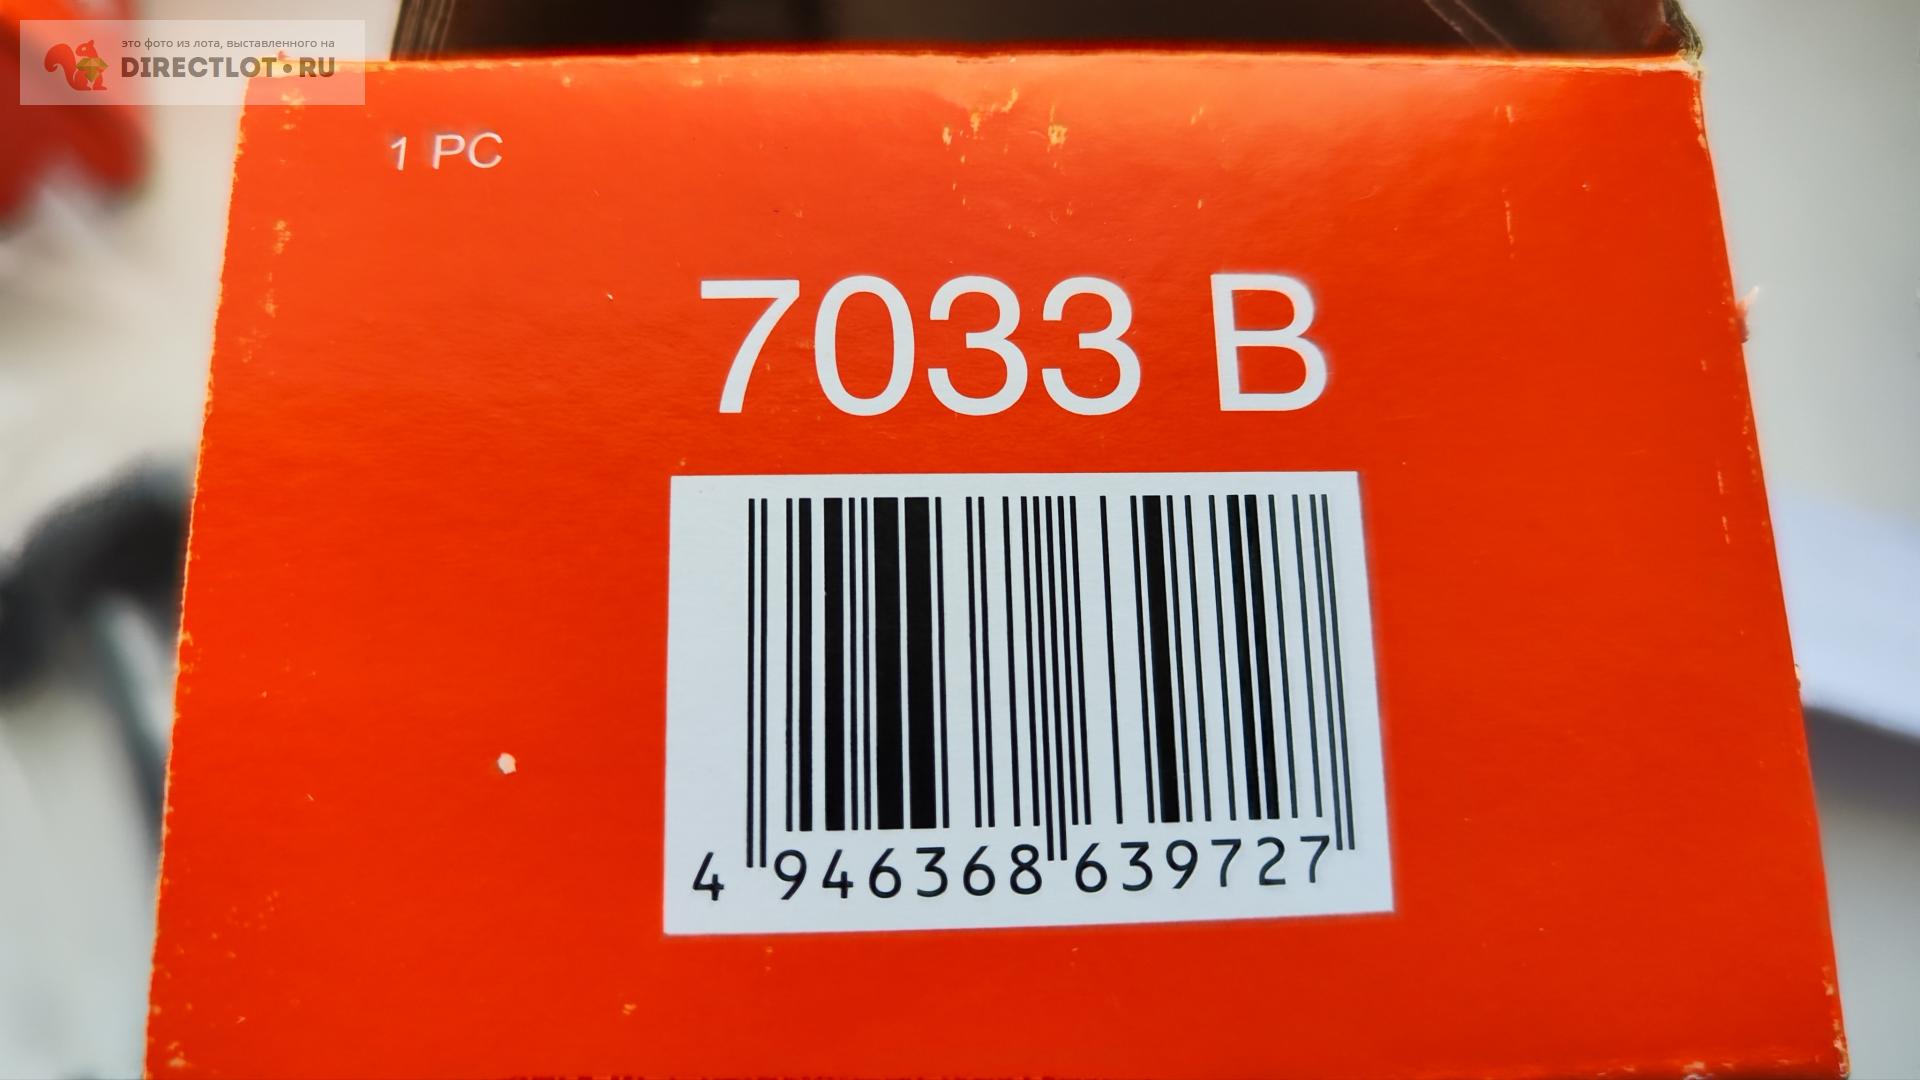 это фото из лота, выставленного на
DIRECTLOT•RU
1 PC
7033 B
4 946368 639727